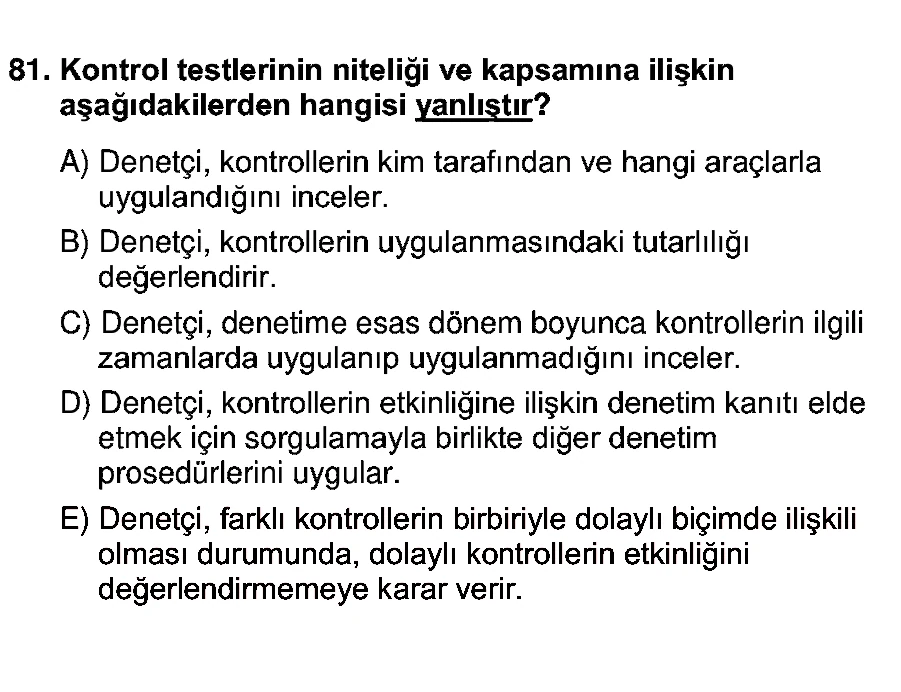 81. Kontrol testlerinin niteliği ve kapsamına ilişkin
aşağıdakilerden hangisi yanlıştır?
A) Denetçi, kontrollerin kim tarafından ve hangi araçlarla
uygulandığını inceler.
B) Denetçi, kontrollerin uygulanmasındaki tutarlılığı
değerlendirir.
C) Denetçi, denetime esas dönem boyunca kontrollerin ilgili
zamanlarda uygulanıp uygulanmadığını inceler.
D) Denetçi, kontrollerin etkinliğine ilişkin denetim kanıtı elde
etmek için sorgulamayla birlikte diğer denetim
prosedürlerini uygular.
E) Denetçi, farklı kontrollerin birbiriyle dolaylı biçimde ilişkili
olması durumunda, dolaylı kontrollerin etkinliğini
değerlendirmemeye karar verir.